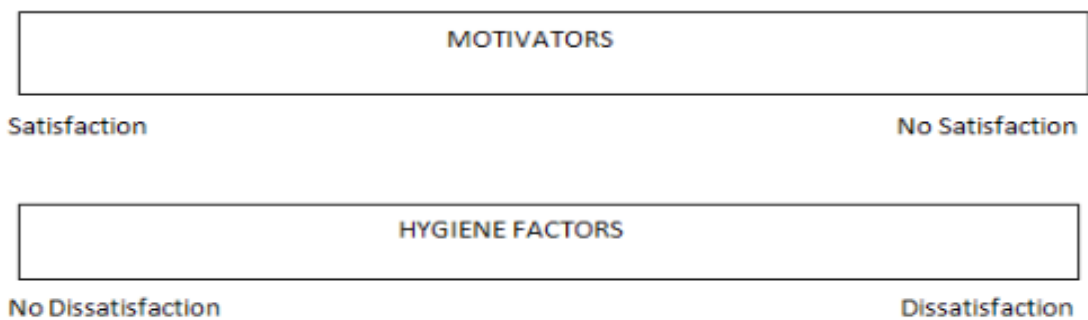 MOTIVATORS
Satisfaction No Satisfaction
HYGIENE FACTORS
No Dissatisfaction Dissatisfaction